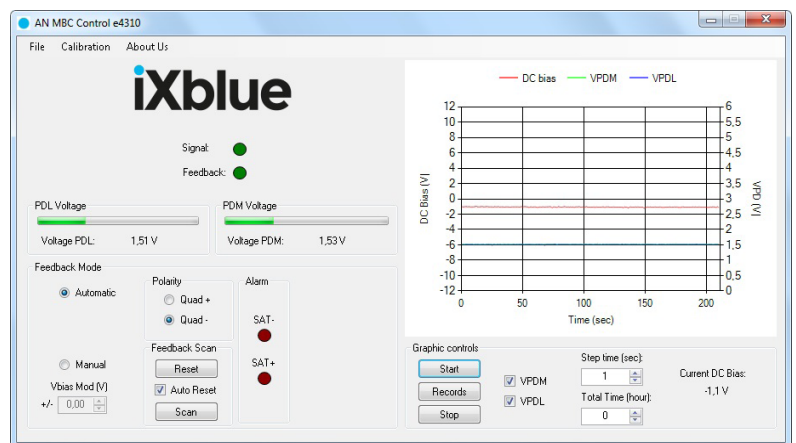 AN MBC Control e4310
File Calibration About Us
iXblue
Signal:
Feedback:
PDL Voltage
Voltage PDL: 1,51 V
PDM Voltage
Voltage PDM: 1,53 V
Feedback Mode
Automatic
Manual
Vbias Mod (V)
+/- 0,00
Polarity
Quad +
Quad -
Feedback Scan
Reset
Auto Reset
Scan
Alarm
SAT-
SAT+
DC bias VPDM VPDL
DC Bias (V)
12
10
8
6
4
2
0
-2
-4
-6
-8
-10
-12
6
5,5
5
4,5
4
3,5
3
2,5
2
1,5
1
0,5
0
VPD (V)
0 50 100 150 200
Time (sec)
Graphic controls
Start
Records
Stop
VPDM
VPDL
Step time (sec):
1
Total Time (hour):
0
Current DC Bias:
-1,1 V